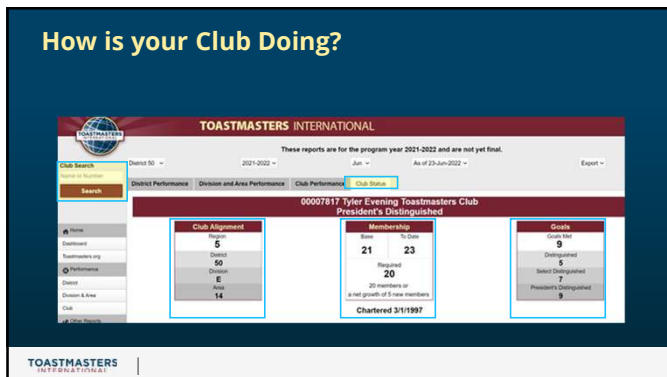 How is your Club Doing?
TOASTMASTERS
INTERNATIONAL
TOASTMASTERS INTERNATIONAL
These reports are for the program year 2021-2022 and are not yet final.
Club Search
District 50
2021-2022
Jun
As of 23-Jun-2022
Export
Name or Number
Search
District Performance
Division and Area Performance
Club Performance
Club Status
00007817 Tyler Evening Toastmasters Club
President's Distinguished
Home
Dashboard
Toastmasters.org
Performance
District
Division & Area
Club
Other Reports
Club Alignment
Region
5
District
50
Division
E
Area
14
Membership
Base To Date
21 23
Required
20
20 members or
a net growth of 5 new members
Chartered 3/1/1997
Goals
Goals Met
9
Distinguished
5
Select Distinguished
7
President's Distinguished
9
TOASTMASTERS
INTERNATIONAL